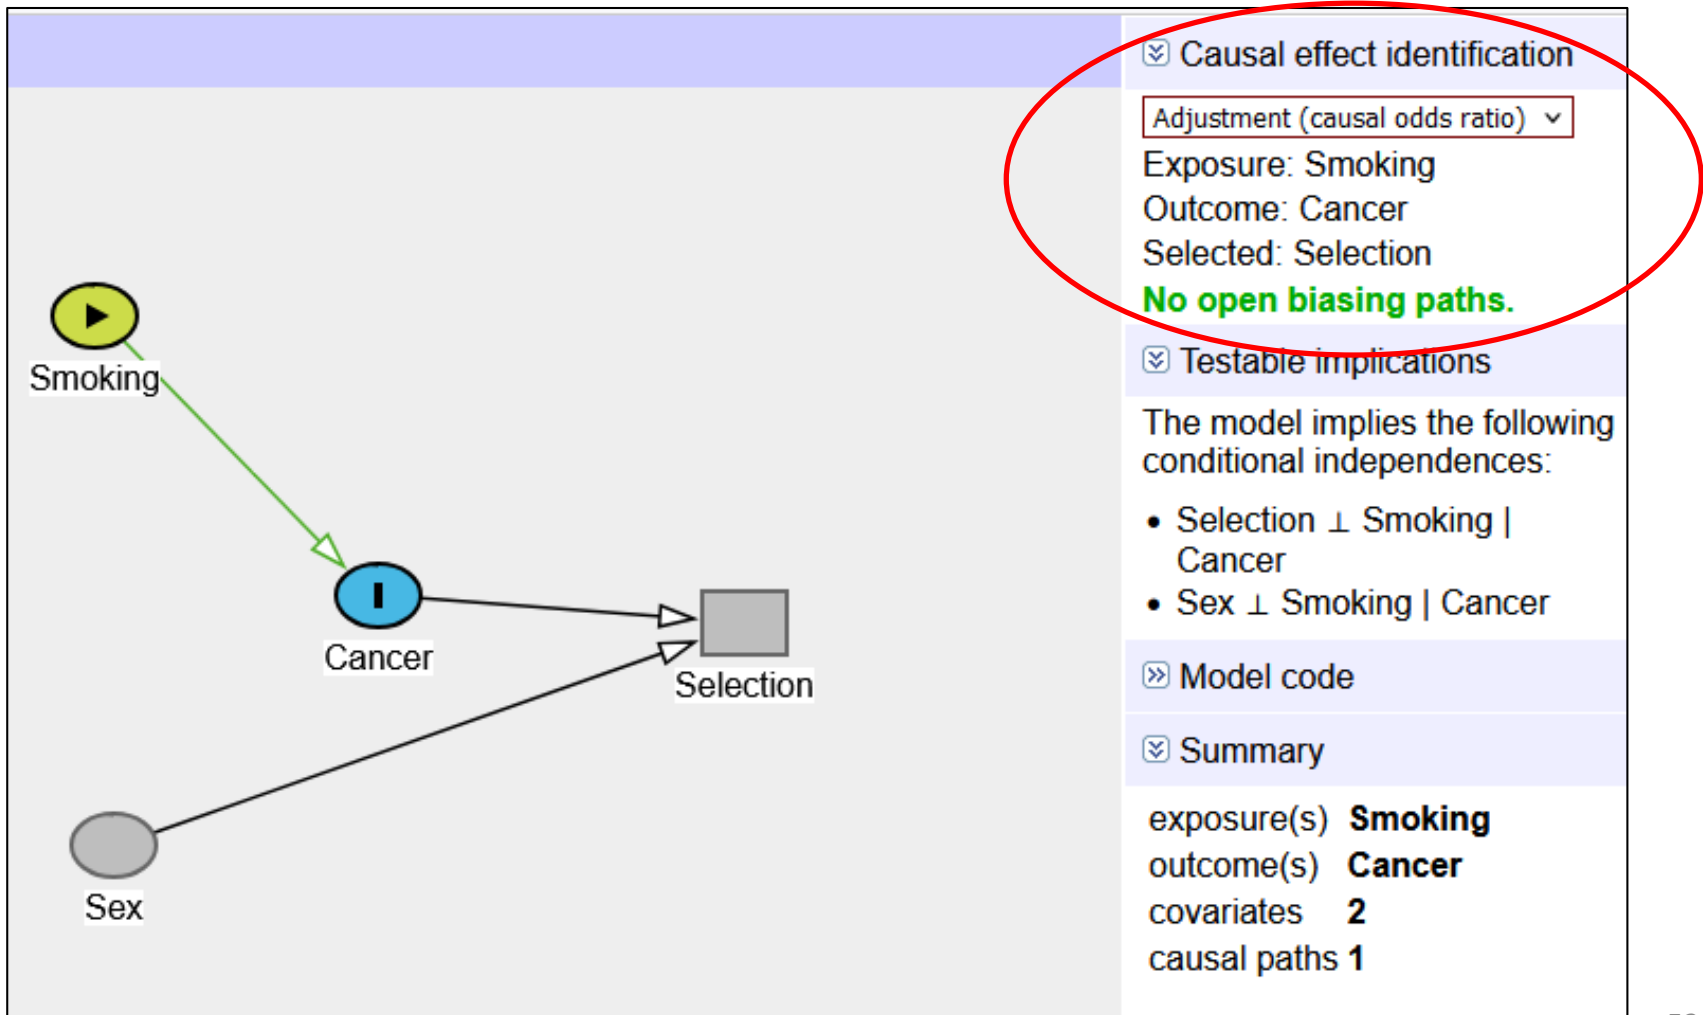 Causal effect identification
Adjustment (causal odds ratio)
Exposure: Smoking
Outcome: Cancer
Selected: Selection
No open biasing paths.
Testable implications
The model implies the following
conditional independences:
• Selection ⊥ Smoking |
Cancer
• Sex ⊥ Smoking | Cancer
Model code
Summary
exposure(s) Smoking
outcome(s) Cancer
covariates 2
causal paths 1
Smoking
Cancer
Selection
Sex